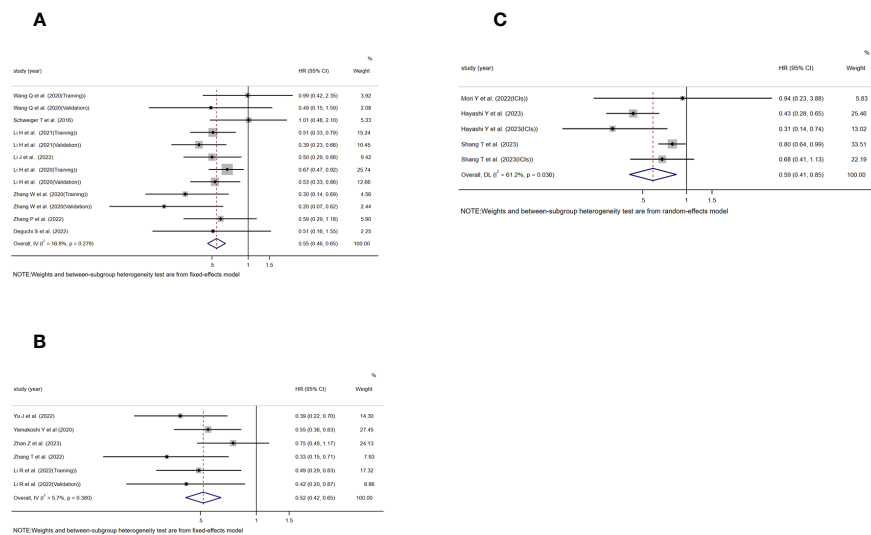 A
%
study (year) HR (95% CI) Weight
Wang Q et al. (2020(Training)) 0.99 (0.42, 2.35) 3.92
Wang Q et al. (2020(Validation) 0.49 (0.15, 1.59) 2.08
Schweiger T et al. (2016) 1.01 (0.48, 2.10) 5.33
Li H et al. (2021(Training)) 0.51 (0.33, 0.79) 15.24
Li H et al. (2021(Validation) 0.39 (0.23, 0.66) 10.45
Li J et al. (2022) 0.50 (0.29, 0.88) 9.42
Li H et al. (2020(Training)) 0.67 (0.47, 0.92) 25.74
Li H et al. (2020(Validation) 0.53 (0.33, 0.86) 12.66
Zhang W et al. (2020(Training)) 0.30 (0.14, 0.69) 4.56
Zhang W et al. (2020(Validation) 0.20 (0.07, 0.62) 2.44
Zhang P et al. (2022) 0.59 (0.29, 1.18) 5.90
Deguchi S et al. (2022) 0.51 (0.16, 1.55) 2.25
Overall, IV (I² = 16.8%, p = 0.279) 0.55 (0.46, 0.65) 100.00
.5 1 1.5
NOTE:Weights and between-subgroup heterogeneity test are from fixed-effects model
B
%
study (year) HR (95% CI) Weight
Yu J et al. (2022) 0.39 (0.22, 0.70) 14.30
Yamakoshi Y et al (2020) 0.55 (0.36, 0.83) 27.45
Zhan Z et al. (2023) 0.75 (0.48, 1.17) 24.13
Zhang T et al. (2022) 0.33 (0.15, 0.71) 7.93
Li R et al. (2022(Training) 0.49 (0.29, 0.83) 17.32
Li R et al. (2022(Validation) 0.42 (0.20, 0.87) 8.86
Overall, IV (I² = 5.7%, p = 0.380) 0.52 (0.42, 0.65) 100.00
.5 1 1.5
NOTE:Weights and between-subgroup heterogeneity test are from fixed-effects model
C
%
study (year) HR (95% CI) Weight
Mori Y et al. (2022(ICIs) 0.94 (0.23, 3.88) 5.83
Hayashi Y et al. (2023) 0.43 (0.28, 0.65) 25.46
Hayashi Y et al. (2023(ICIs) 0.31 (0.14, 0.74) 13.02
Shang T et al. (2023) 0.80 (0.64, 0.99) 33.51
Shang T et al. (2023(ICIs) 0.68 (0.41, 1.13) 22.19
Overall, DL (I² = 61.2%, p = 0.036) 0.59 (0.41, 0.85) 100.00
.5 1 1.5
NOTE:Weights and between-subgroup heterogeneity test are from random-effects model